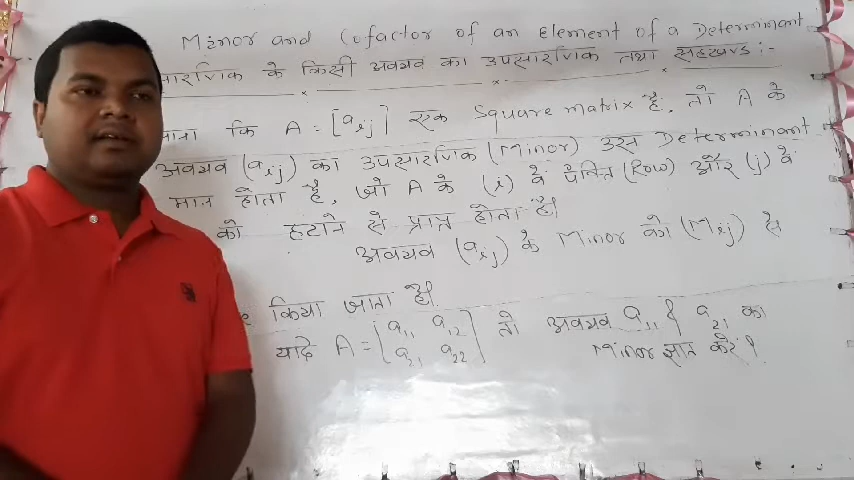 Minor and Cofactor of an Element of a Determinant
सारणिक के किसी अवयव का उपसारणिक तथा सहखण्ड :-
माना कि A = [aij] एक Square matrix है, तो A के
अवयव (aij) का उपसारणिक (Minor) उस Determinant
मान होता है, जो A के (i) वें पंक्ति (Row) और (j) वें
को हटाने से प्राप्त होता है।
अवयव (aij) के Minor को (Mij) से
किया जाता है।
यदि A = [a11 a12 तो अवयव a11 & a21 का
a21 a22] Minor ज्ञात करें?